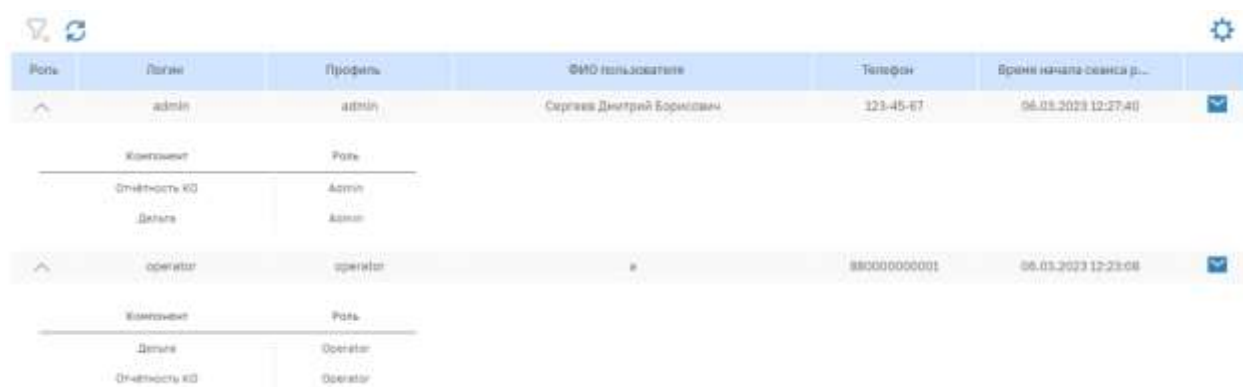 Роль Логин Профиль ФИО пользователя Телефон Время начала сеанса р...
admin admin Сергеев Дмитрий Борисович 123-45-67 06.03.2023 12:27:40
Компонент Роль
Отчётность КО Admin
Дельта Admin
operator operator 880000000001 06.03.2023 12:23:08
Компонент Роль
Дельта Operator
Отчётность КО Operator